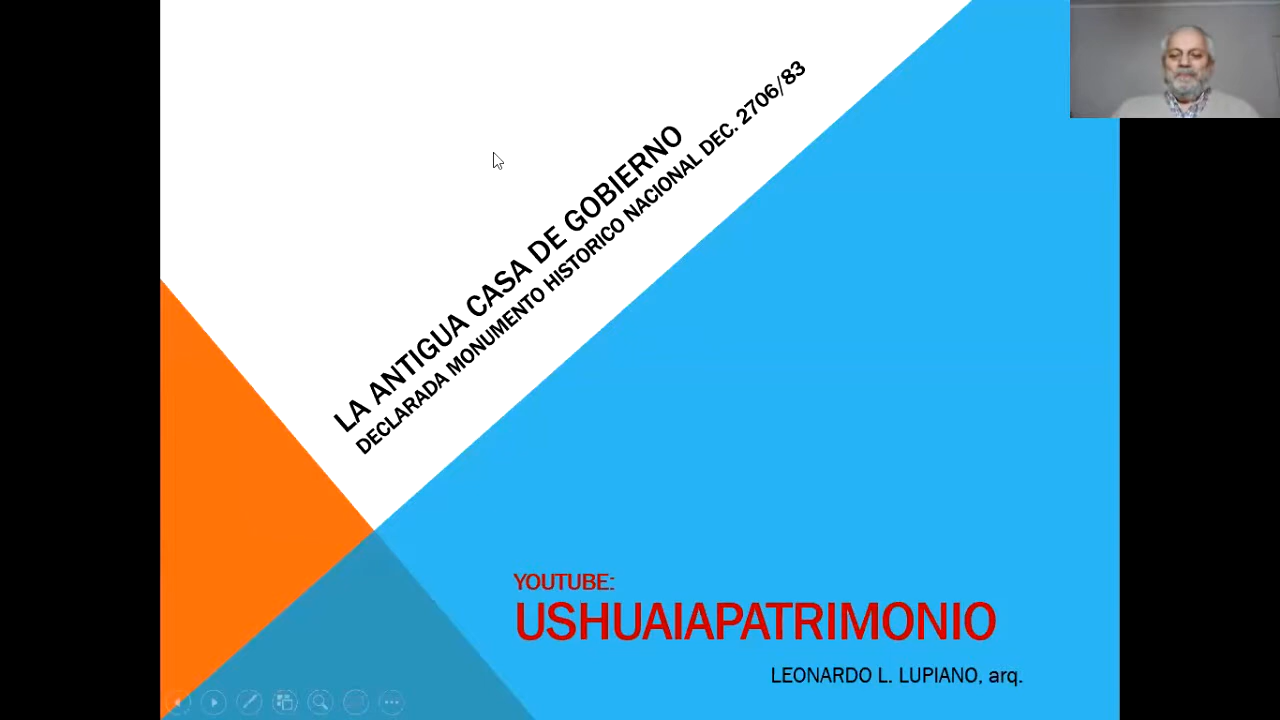 LA ANTIGUA CASA DE GOBIERNO
DECLARADA MONUMENTO HISTORICO NACIONAL DEC. 2706/83
YOUTUBE:
USHUAIAPATRIMONIO
LEONARDO L. LUPIANO, arq.